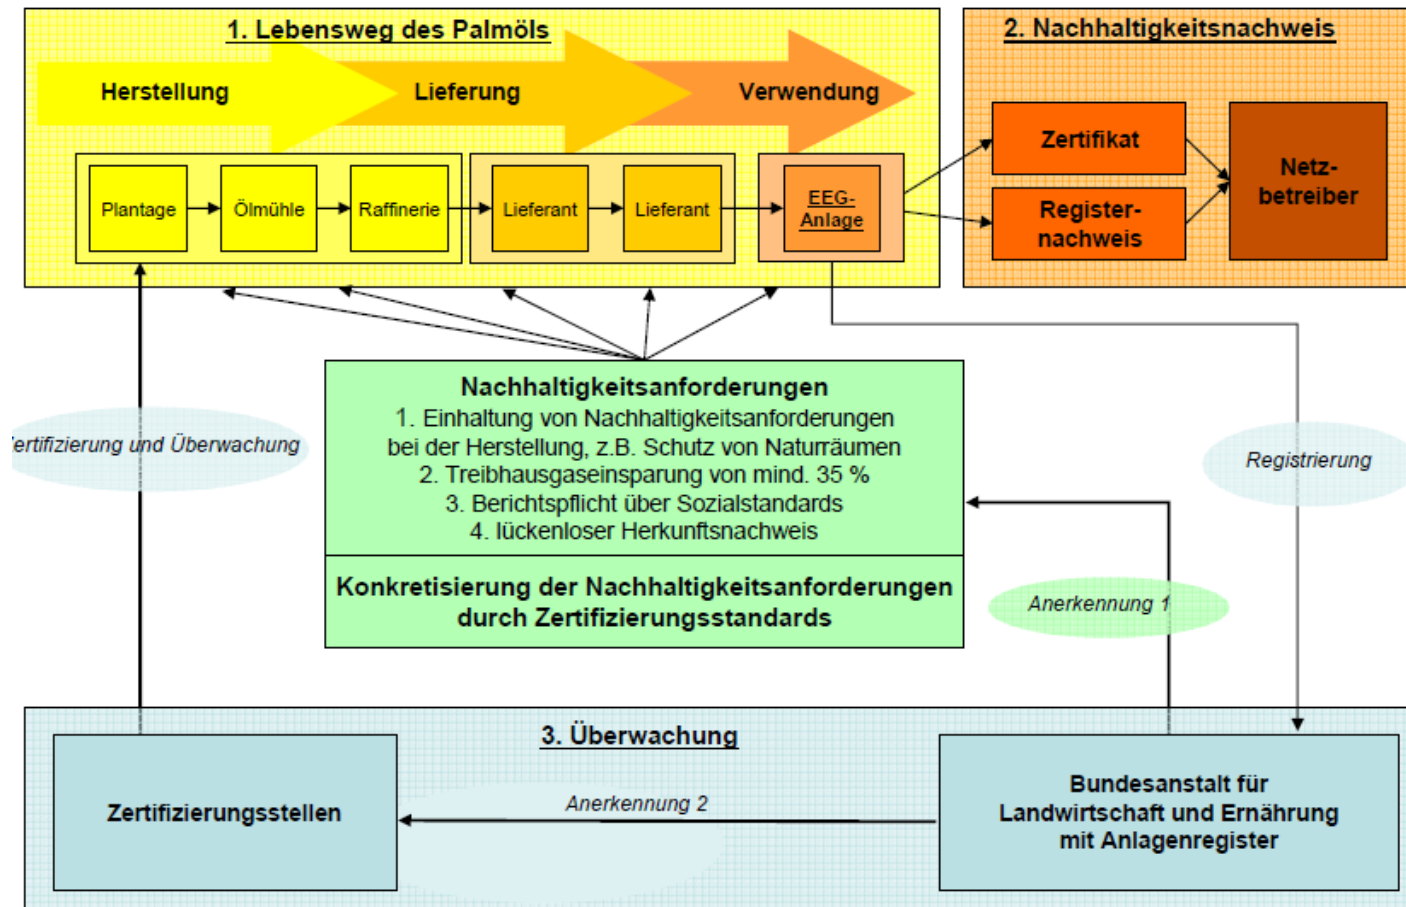 1. Lebensweg des Palmöls
Herstellung
Lieferung
Verwendung
Plantage
Ölmühle
Raffinerie
Lieferant
Lieferant
EEG-
Anlage
2. Nachhaltigkeitsnachweis
Zertifikat
Register-
nachweis
Netz-
betreiber
Nachhaltigkeitsanforderungen
1. Einhaltung von Nachhaltigkeitsanforderungen
bei der Herstellung, z.B. Schutz von Naturräumen
2. Treibhausgaseinsparung von mind. 35 %
3. Berichtspflicht über Sozialstandards
4. lückenloser Herkunftsnachweis
Konkretisierung der Nachhaltigkeitsanforderungen
durch Zertifizierungsstandards
ertifizierung und Überwachung
Registrierung
Anerkennung 1
3. Überwachung
Zertifizierungsstellen
Anerkennung 2
Bundesanstalt für
Landwirtschaft und Ernährung
mit Anlagenregister